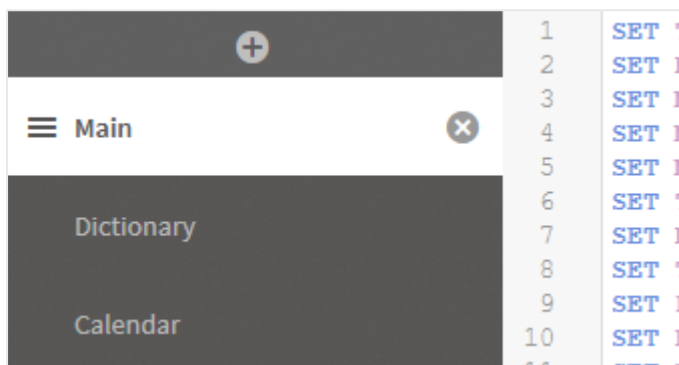 Main
Dictionary
Calendar
1 SET
2 SET
3 SET
4 SET
5 SET
6 SET
7 SET
8 SET
9 SET
10 SET